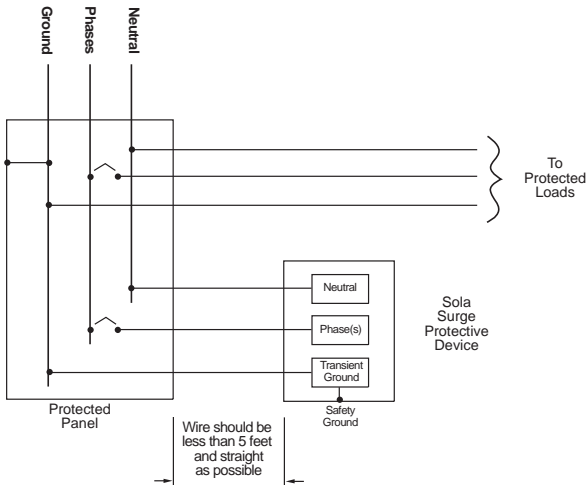 Ground
Phases
Neutral
To
Protected
Loads
Neutral
Phase(s)
Transient
Ground
Safety
Ground
Sola
Surge
Protective
Device
Protected
Panel
Wire should be
less than 5 feet
and straight
as possible